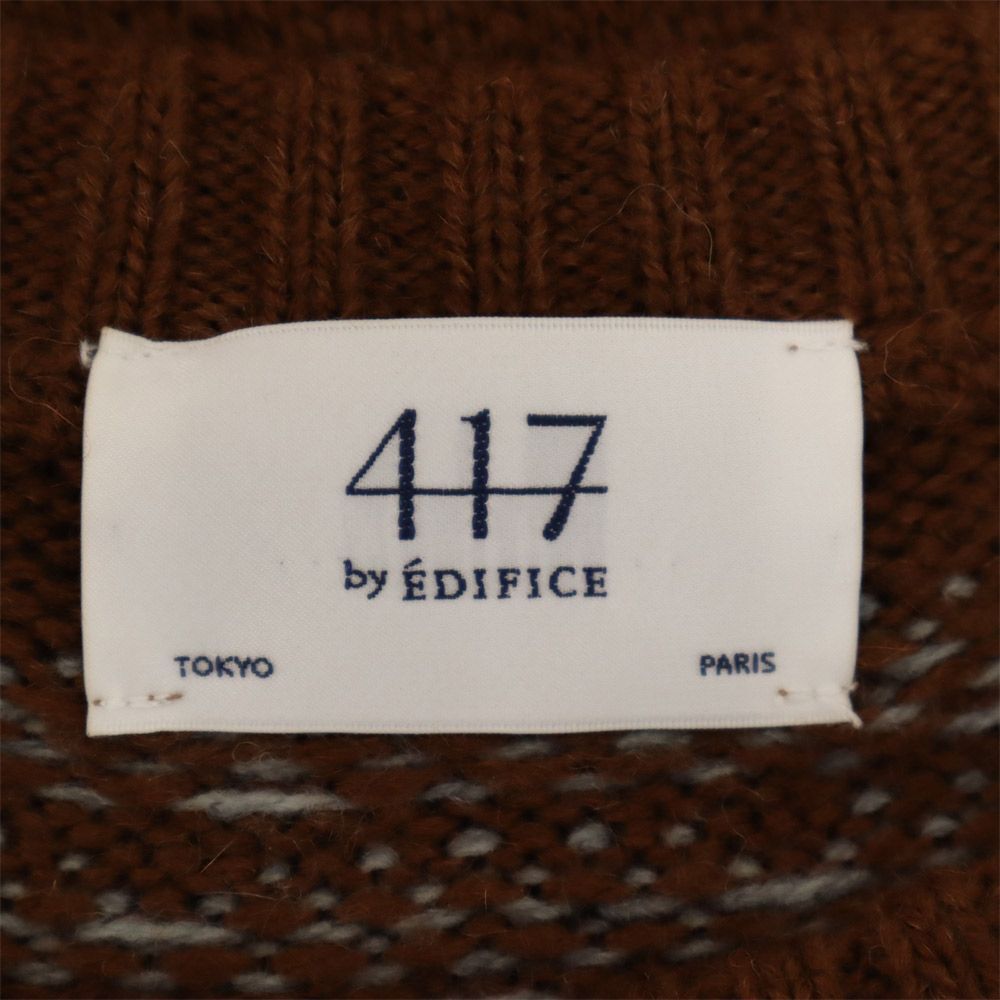 417
by ÉDIFICE
TOKYO PARIS